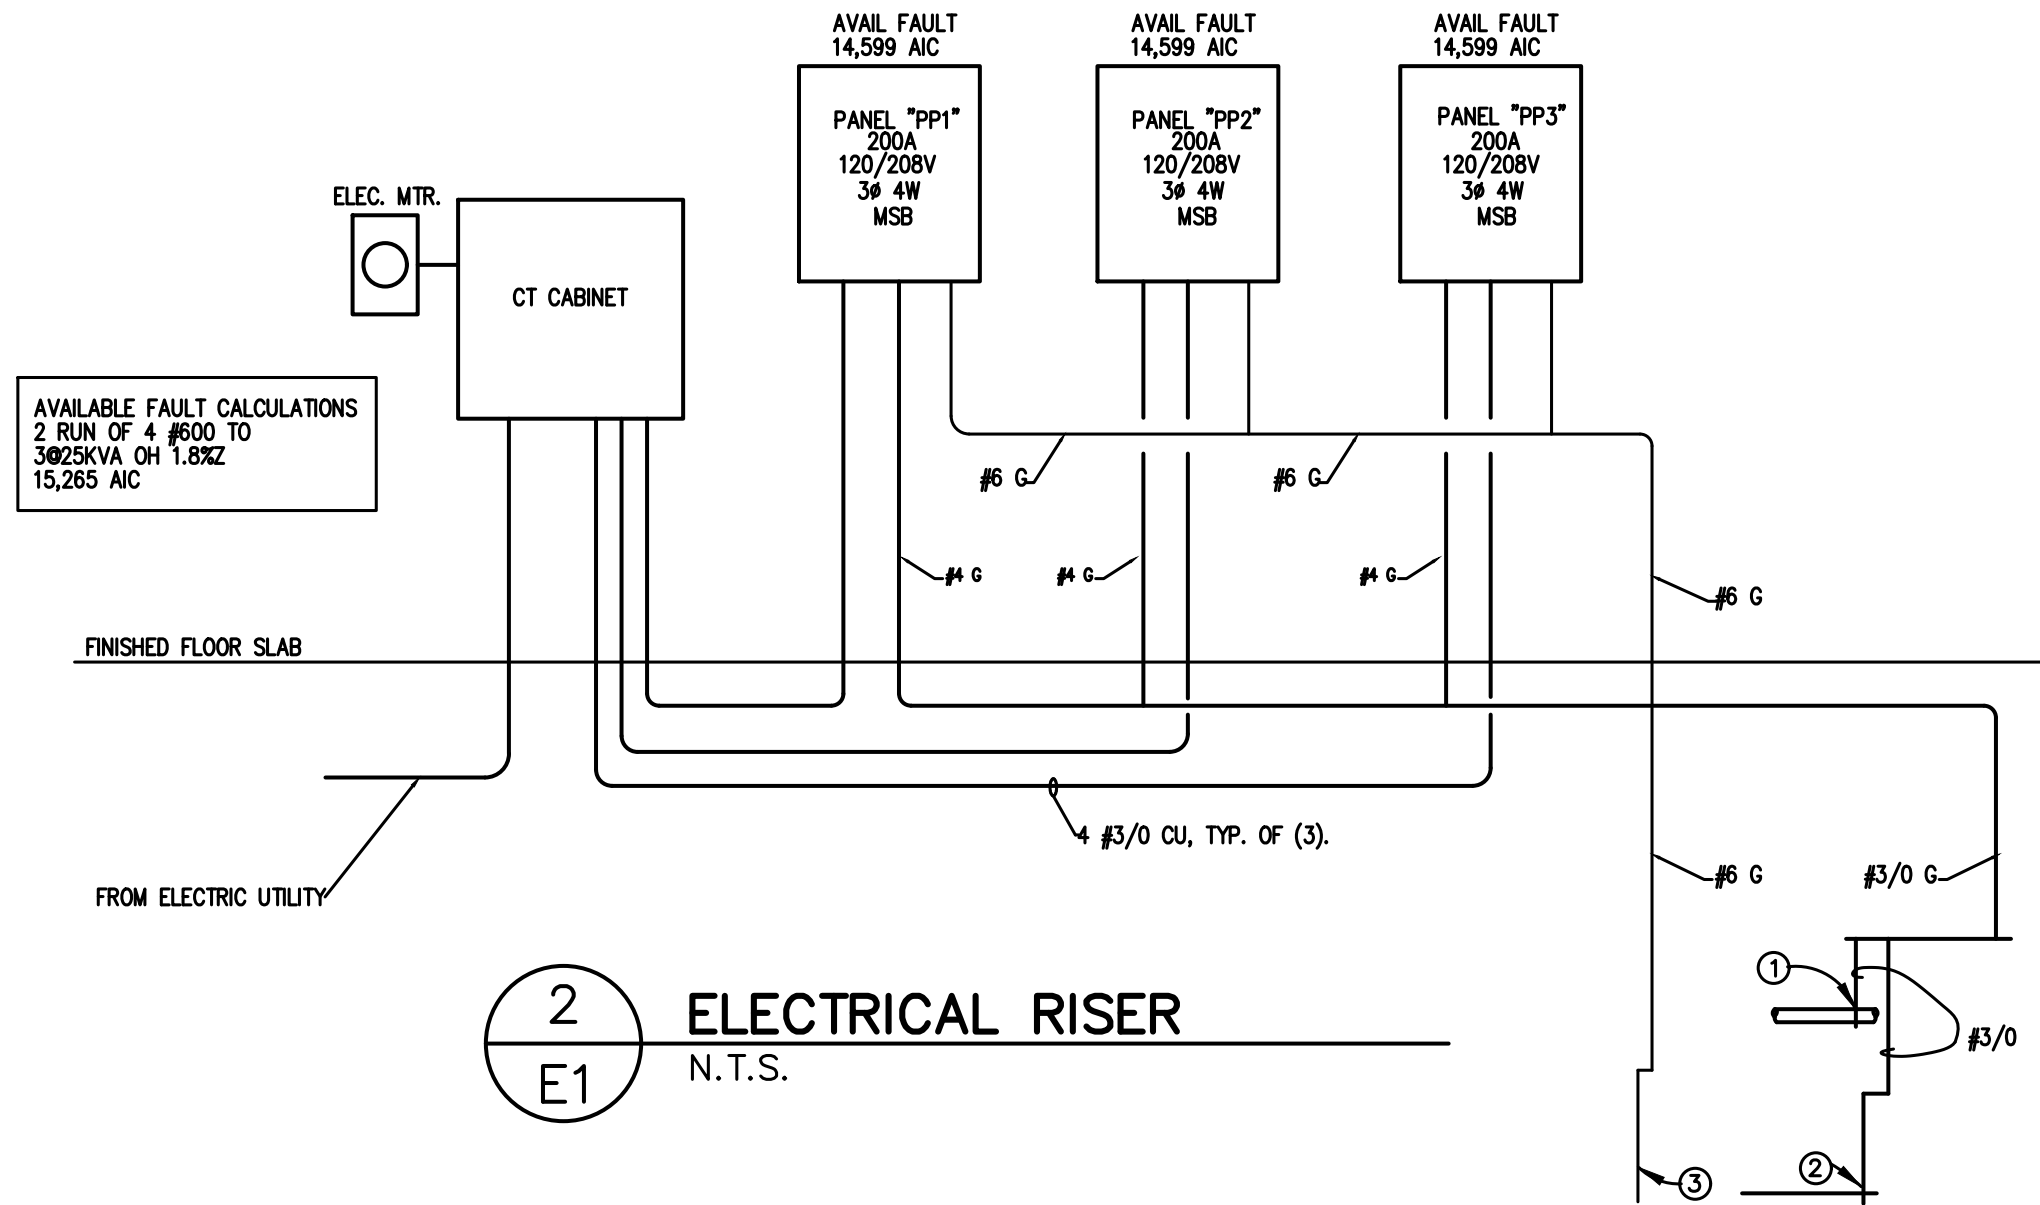 AVAIL FAULT
14,599 AIC
AVAIL FAULT
14,599 AIC
AVAIL FAULT
14,599 AIC
PANEL "PP1"
200A
120/208V
3ø 4W
MSB
PANEL "PP2"
200A
120/208V
3ø 4W
MSB
PANEL "PP3"
200A
120/208V
3ø 4W
MSB
ELEC. MTR.
CT CABINET
AVAILABLE FAULT CALCULATIONS
2 RUN OF 4 #600 TO
3@25KVA OH 1.8%Z
15,265 AIC
#6 G
#6 G
#4 G
#4 G
#4 G
#6 G
FINISHED FLOOR SLAB
4 #3/0 CU, TYP. OF (3).
FROM ELECTRIC UTILITY
#6 G
#3/0 G
1
#3/0
2
3
2
E1
ELECTRICAL RISER
N.T.S.